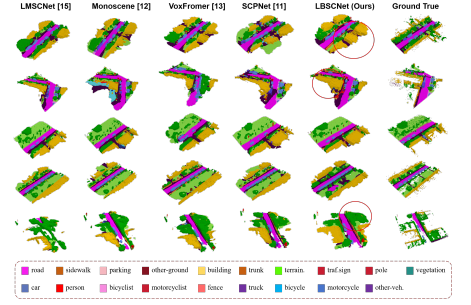 LMSCNet [15] Monoscene [12] VoxFromer [13] SCPNet [11] LBSCNet (Ours) Ground True
road sidewalk parking other-ground building trunk terrain traf.sign pole vegetation
car person bicyclist motorcyclist fence truck bicycle motorcycle other-veh.